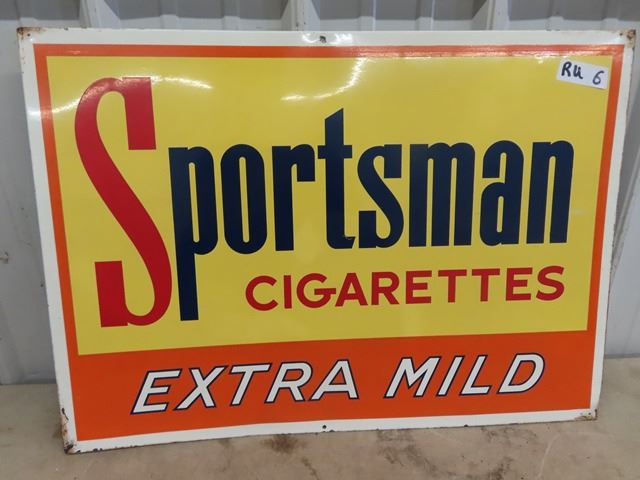 RU 6
Sportsman
CIGARETTES
EXTRA MILD